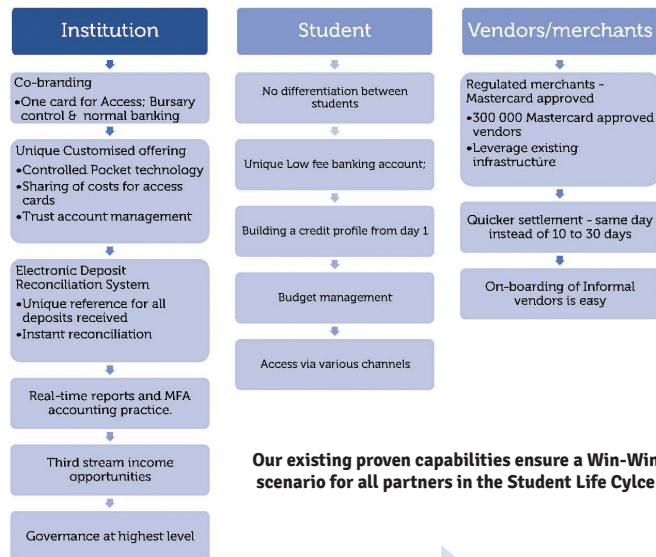 Institution
Co-branding
•One card for Access; Bursary
control & normal banking
Unique Customised offering
•Controlled Pocket technology
•Sharing of costs for access
cards
•Trust account management
Electronic Deposit
Reconciliation System
•Unique reference for all
deposits received
•Instant reconciliation
Real-time reports and MFA
accounting practice.
Third stream income
opportunities
Governance at highest level
Student
No differentiation between
students
Unique Low fee banking account;
Building a credit profile from day 1
Budget management
Access via various channels
Vendors/merchants
Regulated merchants -
Mastercard approved
•300 000 Mastercard approved
vendors
•Leverage existing
infrastructure
Quicker settlement - same day
instead of 10 to 30 days
On-boarding of Informal
vendors is easy
Our existing proven capabilities ensure a Win-Win
scenario for all partners in the Student Life Cylce